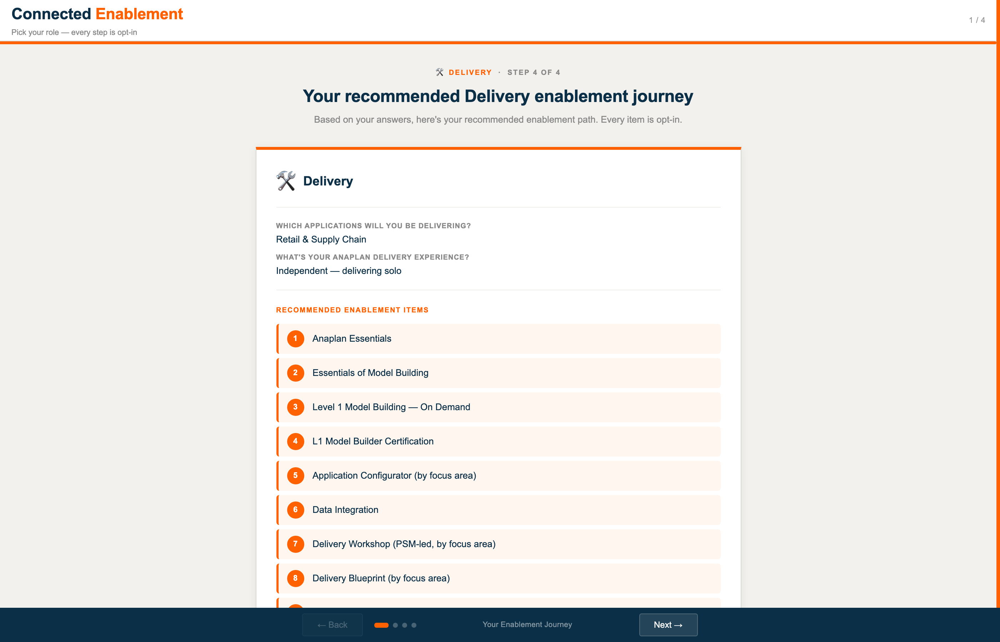 Connected Enablement
Pick your role — every step is opt-in
1 / 4
DELIVERY · STEP 4 OF 4
Your recommended Delivery enablement journey
Based on your answers, here's your recommended enablement path. Every item is opt-in.
Delivery
WHICH APPLICATIONS WILL YOU BE DELIVERING?
Retail & Supply Chain
WHAT'S YOUR ANAPLAN DELIVERY EXPERIENCE?
Independent — delivering solo
RECOMMENDED ENABLEMENT ITEMS
1 Anaplan Essentials
2 Essentials of Model Building
3 Level 1 Model Building — On Demand
4 L1 Model Builder Certification
5 Application Configurator (by focus area)
6 Data Integration
7 Delivery Workshop (PSM-led, by focus area)
8 Delivery Blueprint (by focus area)
← Back
Your Enablement Journey
Next →